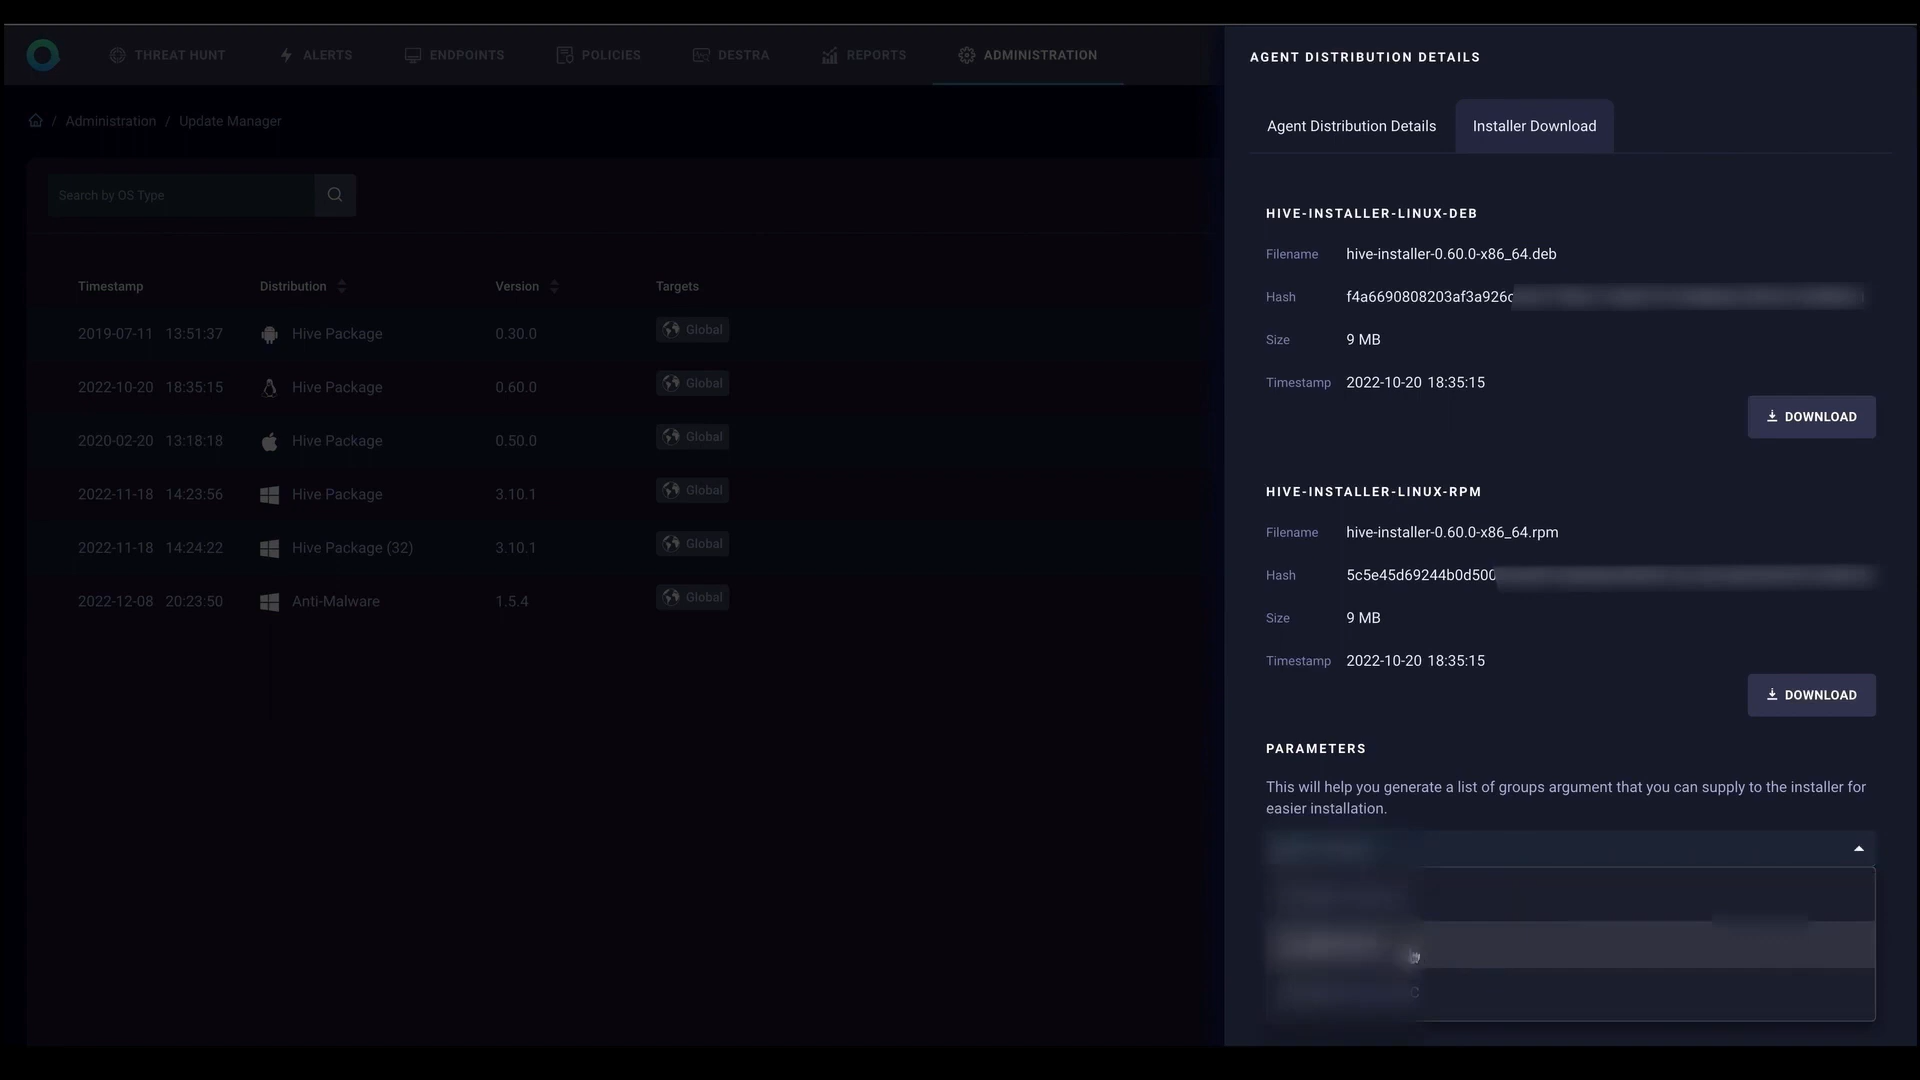 THREAT HUNT
ALERTS
ENDPOINTS
POLICIES
DESTRA
REPORTS
ADMINISTRATION
/ Administration / Update Manager
Search by OS Type
Timestamp Distribution Version Targets
2019-07-11 13:51:37 Hive Package 0.30.0 Global
2022-10-20 18:35:15 Hive Package 0.60.0 Global
2020-02-20 13:18:18 Hive Package 0.50.0 Global
2022-11-18 14:23:56 Hive Package 3.10.1 Global
2022-11-18 14:24:22 Hive Package (32) 3.10.1 Global
2022-12-08 20:23:50 Anti-Malware 1.5.4 Global
AGENT DISTRIBUTION DETAILS
Agent Distribution Details Installer Download
HIVE-INSTALLER-LINUX-DEB
Filename hive-installer-0.60.0-x86_64.deb
Hash f4a6690808203af3a926c
Size 9 MB
Timestamp 2022-10-20 18:35:15
DOWNLOAD
HIVE-INSTALLER-LINUX-RPM
Filename hive-installer-0.60.0-x86_64.rpm
Hash 5c5e45d69244b0d500
Size 9 MB
Timestamp 2022-10-20 18:35:15
DOWNLOAD
PARAMETERS
This will help you generate a list of groups argument that you can supply to the installer for
easier installation.